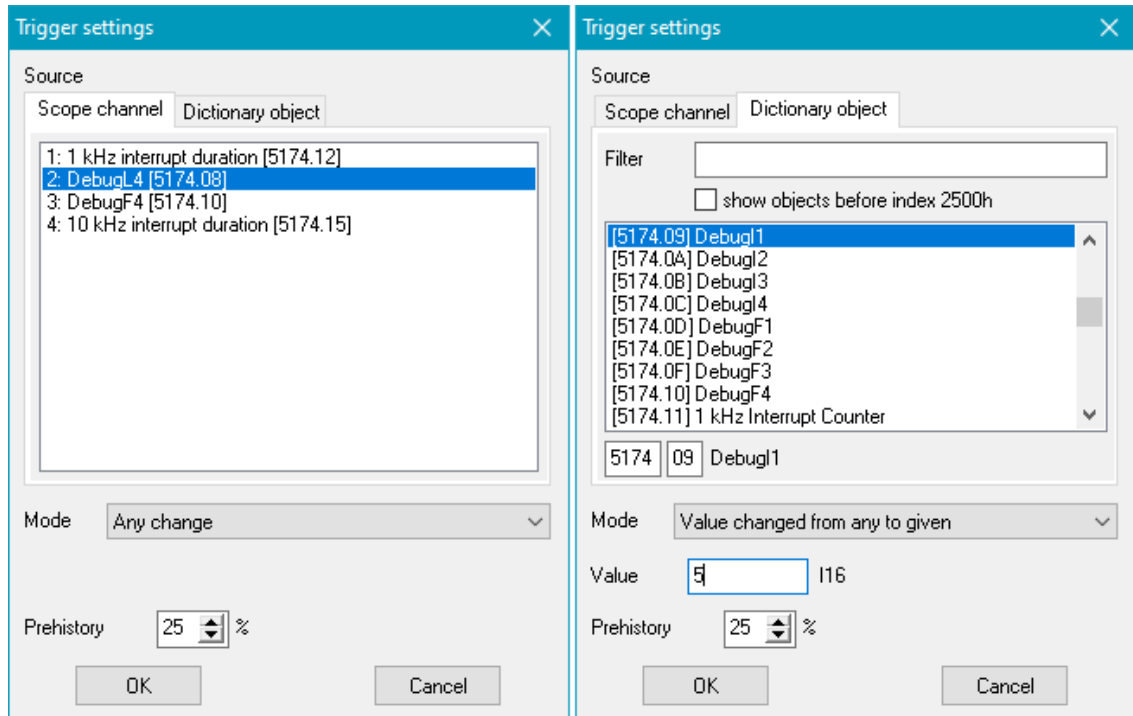 Trigger settings
Source
Scope channel Dictionary object
1: 1 kHz interrupt duration [5174.12]
2: DebugL4 [5174.08]
3: DebugF4 [5174.10]
4: 10 kHz interrupt duration [5174.15]
Mode Any change
Prehistory 25 %
OK Cancel
Trigger settings
Source
Scope channel Dictionary object
Filter
show objects before index 2500h
[5174.09] DebugI1
[5174.0A] DebugI2
[5174.0B] DebugI3
[5174.0C] DebugI4
[5174.0D] DebugF1
[5174.0E] DebugF2
[5174.0F] DebugF3
[5174.10] DebugF4
[5174.11] 1 kHz Interrupt Counter
5174 09 DebugI1
Mode Value changed from any to given
Value 5 I16
Prehistory 25 %
OK Cancel